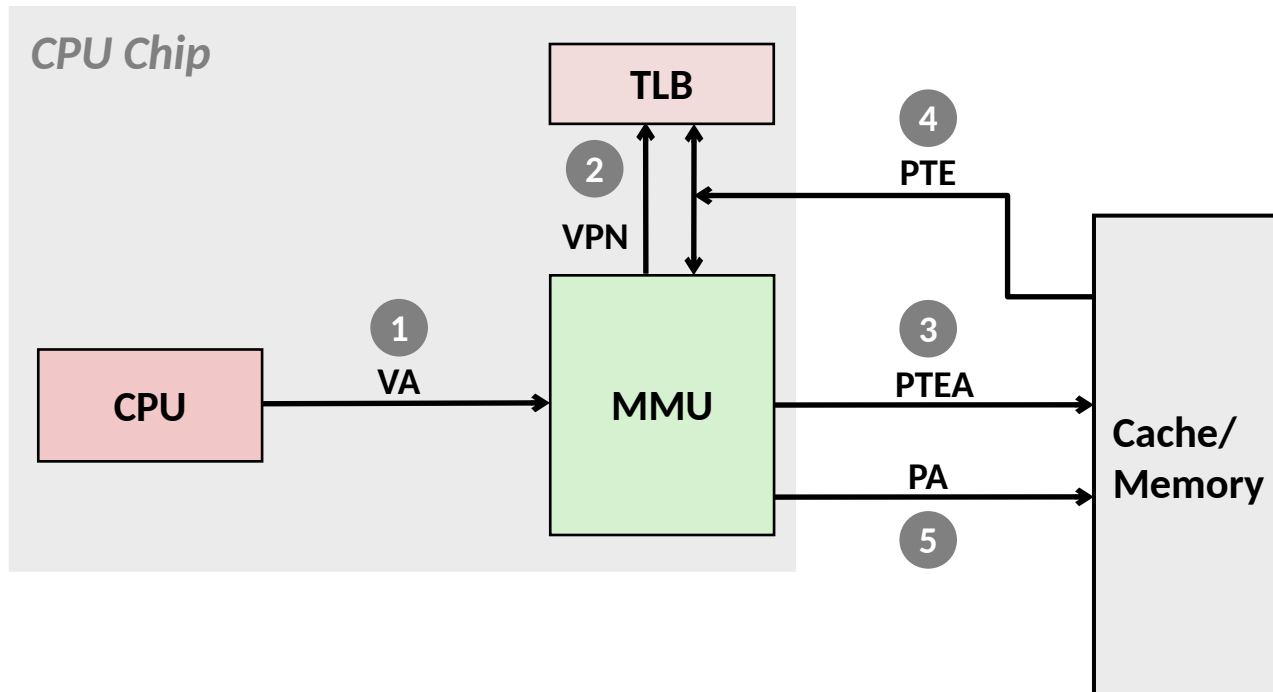 CPU Chip
TLB
4
2
PTE
VPN
1
3
VA
PTEA
CPU
MMU
Cache/
Memory
PA
5